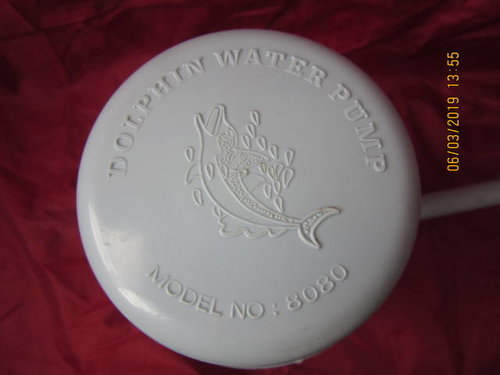 DOLPHIN WATER PUMP
MODEL NO : 8080
06/03/2019 13:55